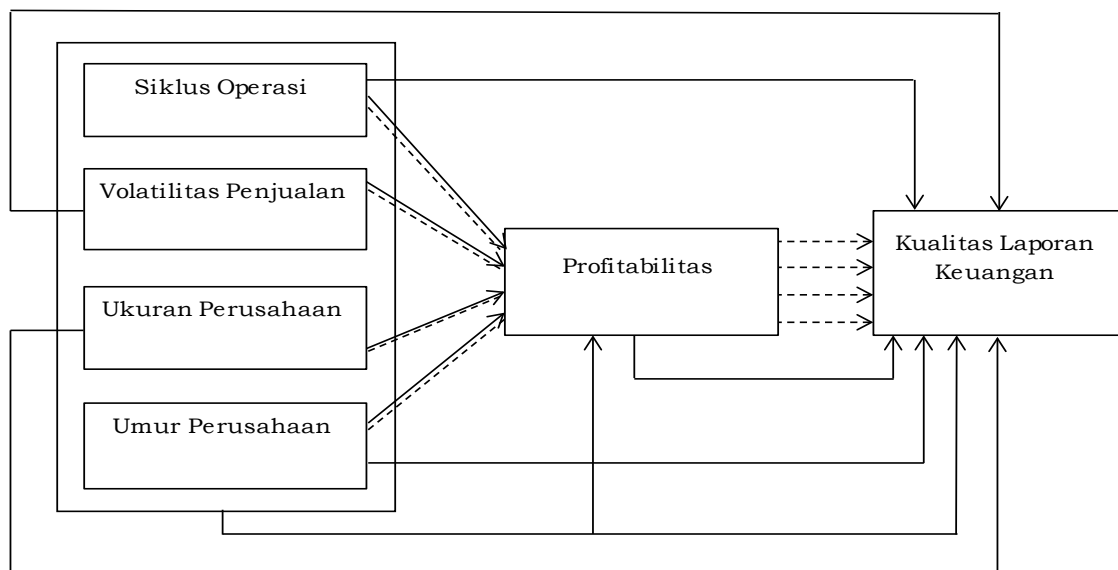 Siklus Operasi
Volatilitas Penjualan
Ukuran Perusahaan
Umur Perusahaan
Profitabilitas
Kualitas Laporan
Keuangan